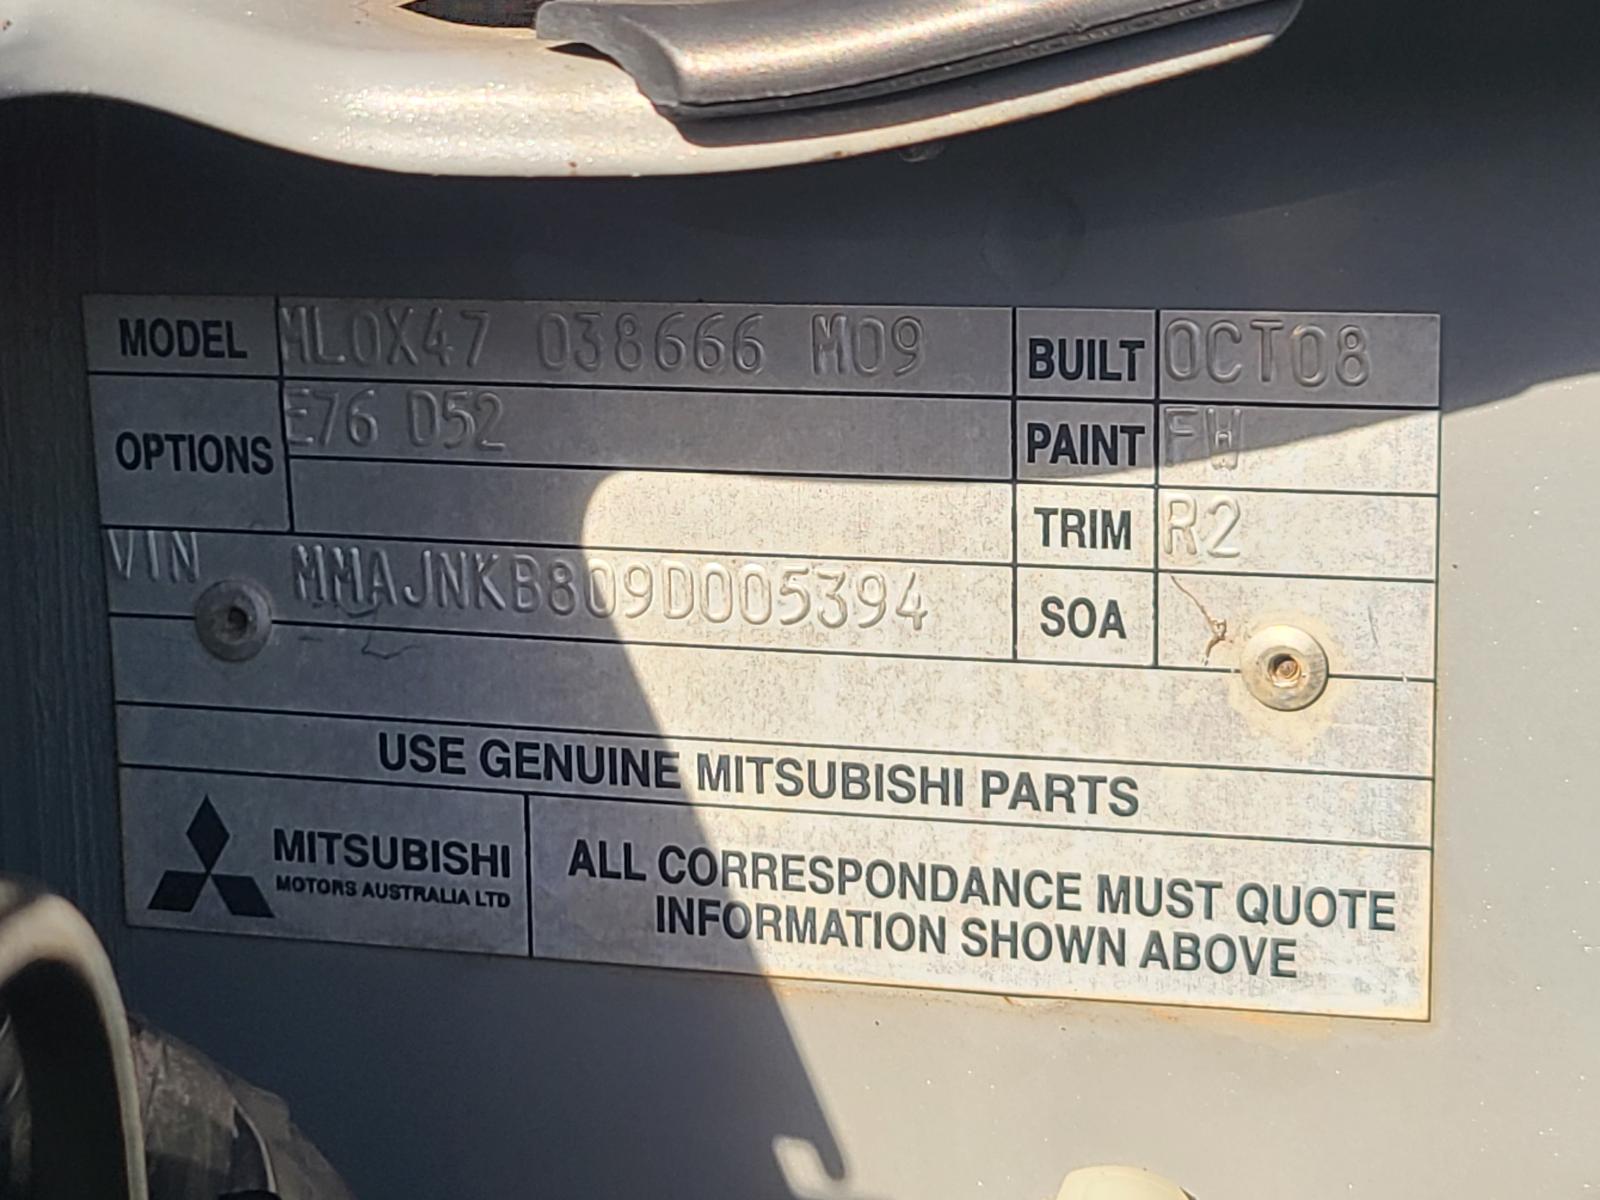 MODEL ML0X47 038666 M09 BUILT OCT08
OPTIONS E76 D52 PAINT FW
TRIM R2
VIN MMAJNKB809D005394 SOA
USE GENUINE MITSUBISHI PARTS
MITSUBISHI
MOTORS AUSTRALIA LTD
ALL CORRESPONDANCE MUST QUOTE
INFORMATION SHOWN ABOVE